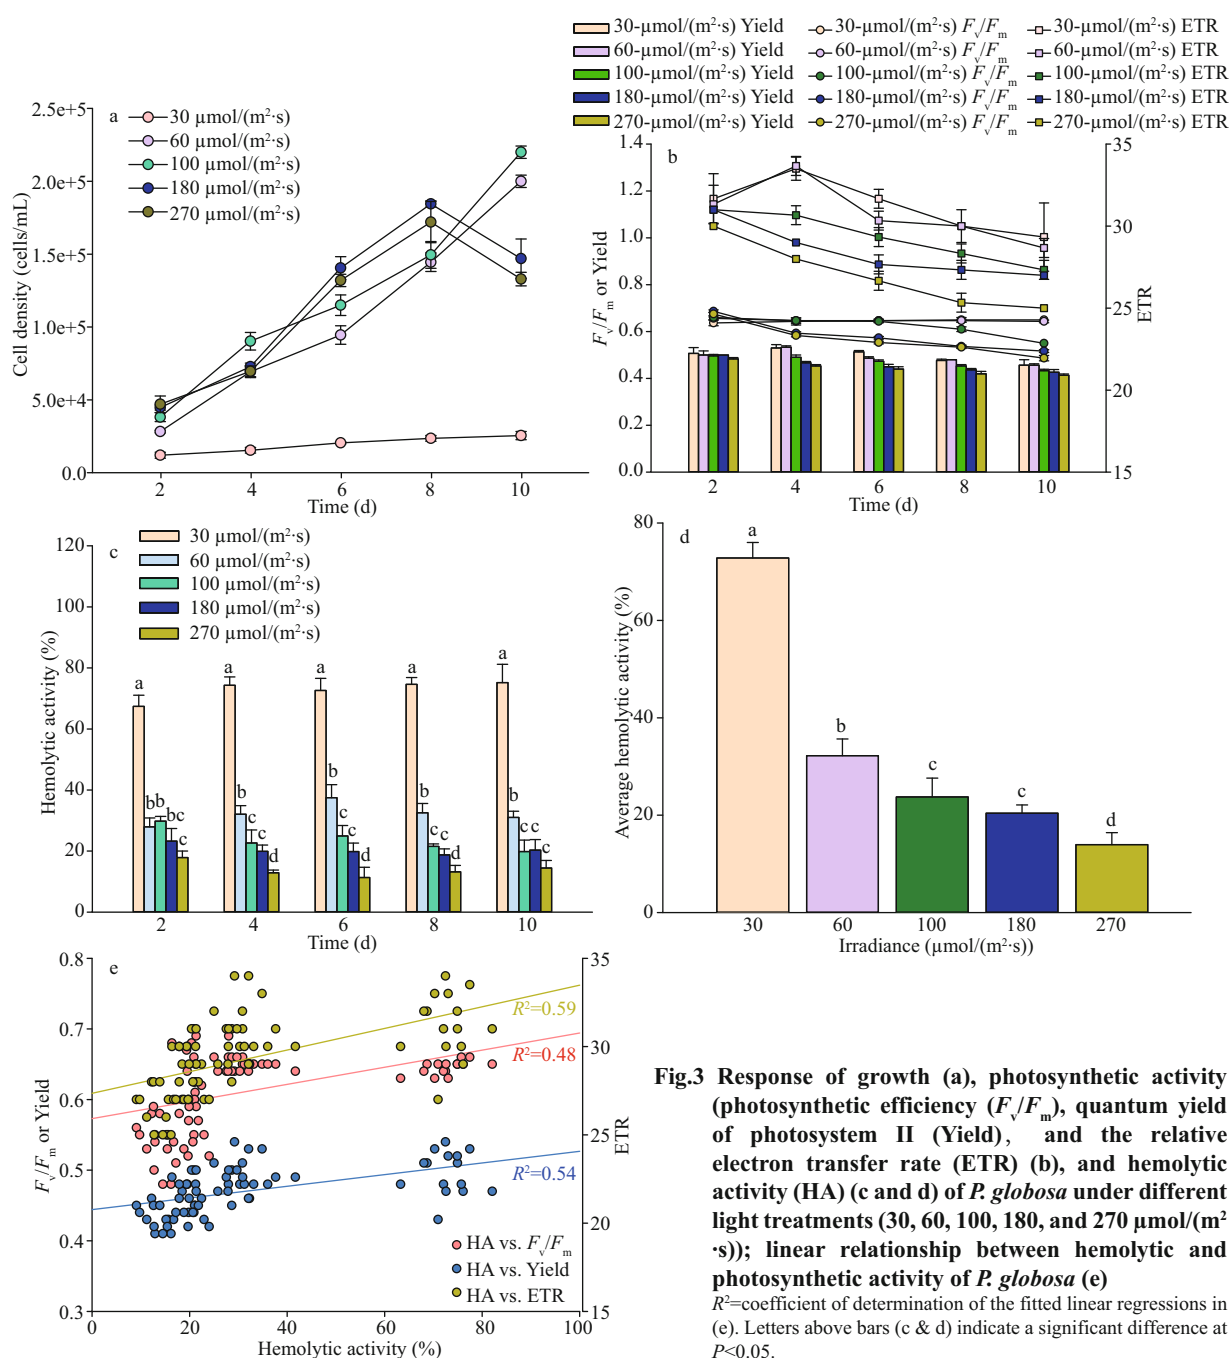 30-µmol/(m²·s) Yield 30-µmol/(m²·s) Fv/Fm 30-µmol/(m²·s) ETR
60-µmol/(m²·s) Yield 60-µmol/(m²·s) Fv/Fm 60-µmol/(m²·s) ETR
100-µmol/(m²·s) Yield 100-µmol/(m²·s) Fv/Fm 100-µmol/(m²·s) ETR
180-µmol/(m²·s) Yield 180-µmol/(m²·s) Fv/Fm 180-µmol/(m²·s) ETR
270-µmol/(m²·s) Yield 270-µmol/(m²·s) Fv/Fm 270-µmol/(m²·s) ETR
a
30 µmol/(m²·s)
60 µmol/(m²·s)
100 µmol/(m²·s)
180 µmol/(m²·s)
270 µmol/(m²·s)
Cell density (cells/mL)
2.5e+5
2.0e+5
1.5e+5
1.0e+5
5.0e+4
0.0
2 4 6 8 10
Time (d)
b
Fv/Fm or Yield
1.4
1.2
1.0
0.8
0.6
0.4
0.2
0.0
2 4 6 8 10
Time (d)
35
30
25
20
15
ETR
c
30 µmol/(m²·s)
60 µmol/(m²·s)
100 µmol/(m²·s)
180 µmol/(m²·s)
270 µmol/(m²·s)
Hemolytic activity (%)
120
100
80
60
40
20
0
a b b bc c
a b c c d
a b c c d
a b c c d
a b c c c
2 4 6 8 10
Time (d)
d
Average hemolytic activity (%)
80
60
40
20
0
a b c c d
30 60 100 180 270
Irradiance (µmol/(m²·s))
e
Fv/Fm or Yield
0.8
0.7
0.6
0.5
0.4
0.3
R²=0.59
R²=0.48
R²=0.54
HA vs. Fv/Fm
HA vs. Yield
HA vs. ETR
0 20 40 60 80 100
Hemolytic activity (%)
35
30
25
20
15
ETR
Fig.3 Response of growth (a), photosynthetic activity
(photosynthetic efficiency (Fv/Fm), quantum yield
of photosystem II (Yield), and the relative
electron transfer rate (ETR) (b), and hemolytic
activity (HA) (c and d) of P. globosa under different
light treatments (30, 60, 100, 180, and 270 µmol/(m²
·s)); linear relationship between hemolytic and
photosynthetic activity of P. globosa (e)
R²=coefficient of determination of the fitted linear regressions in
(e). Letters above bars (c & d) indicate a significant difference at
P<0.05.